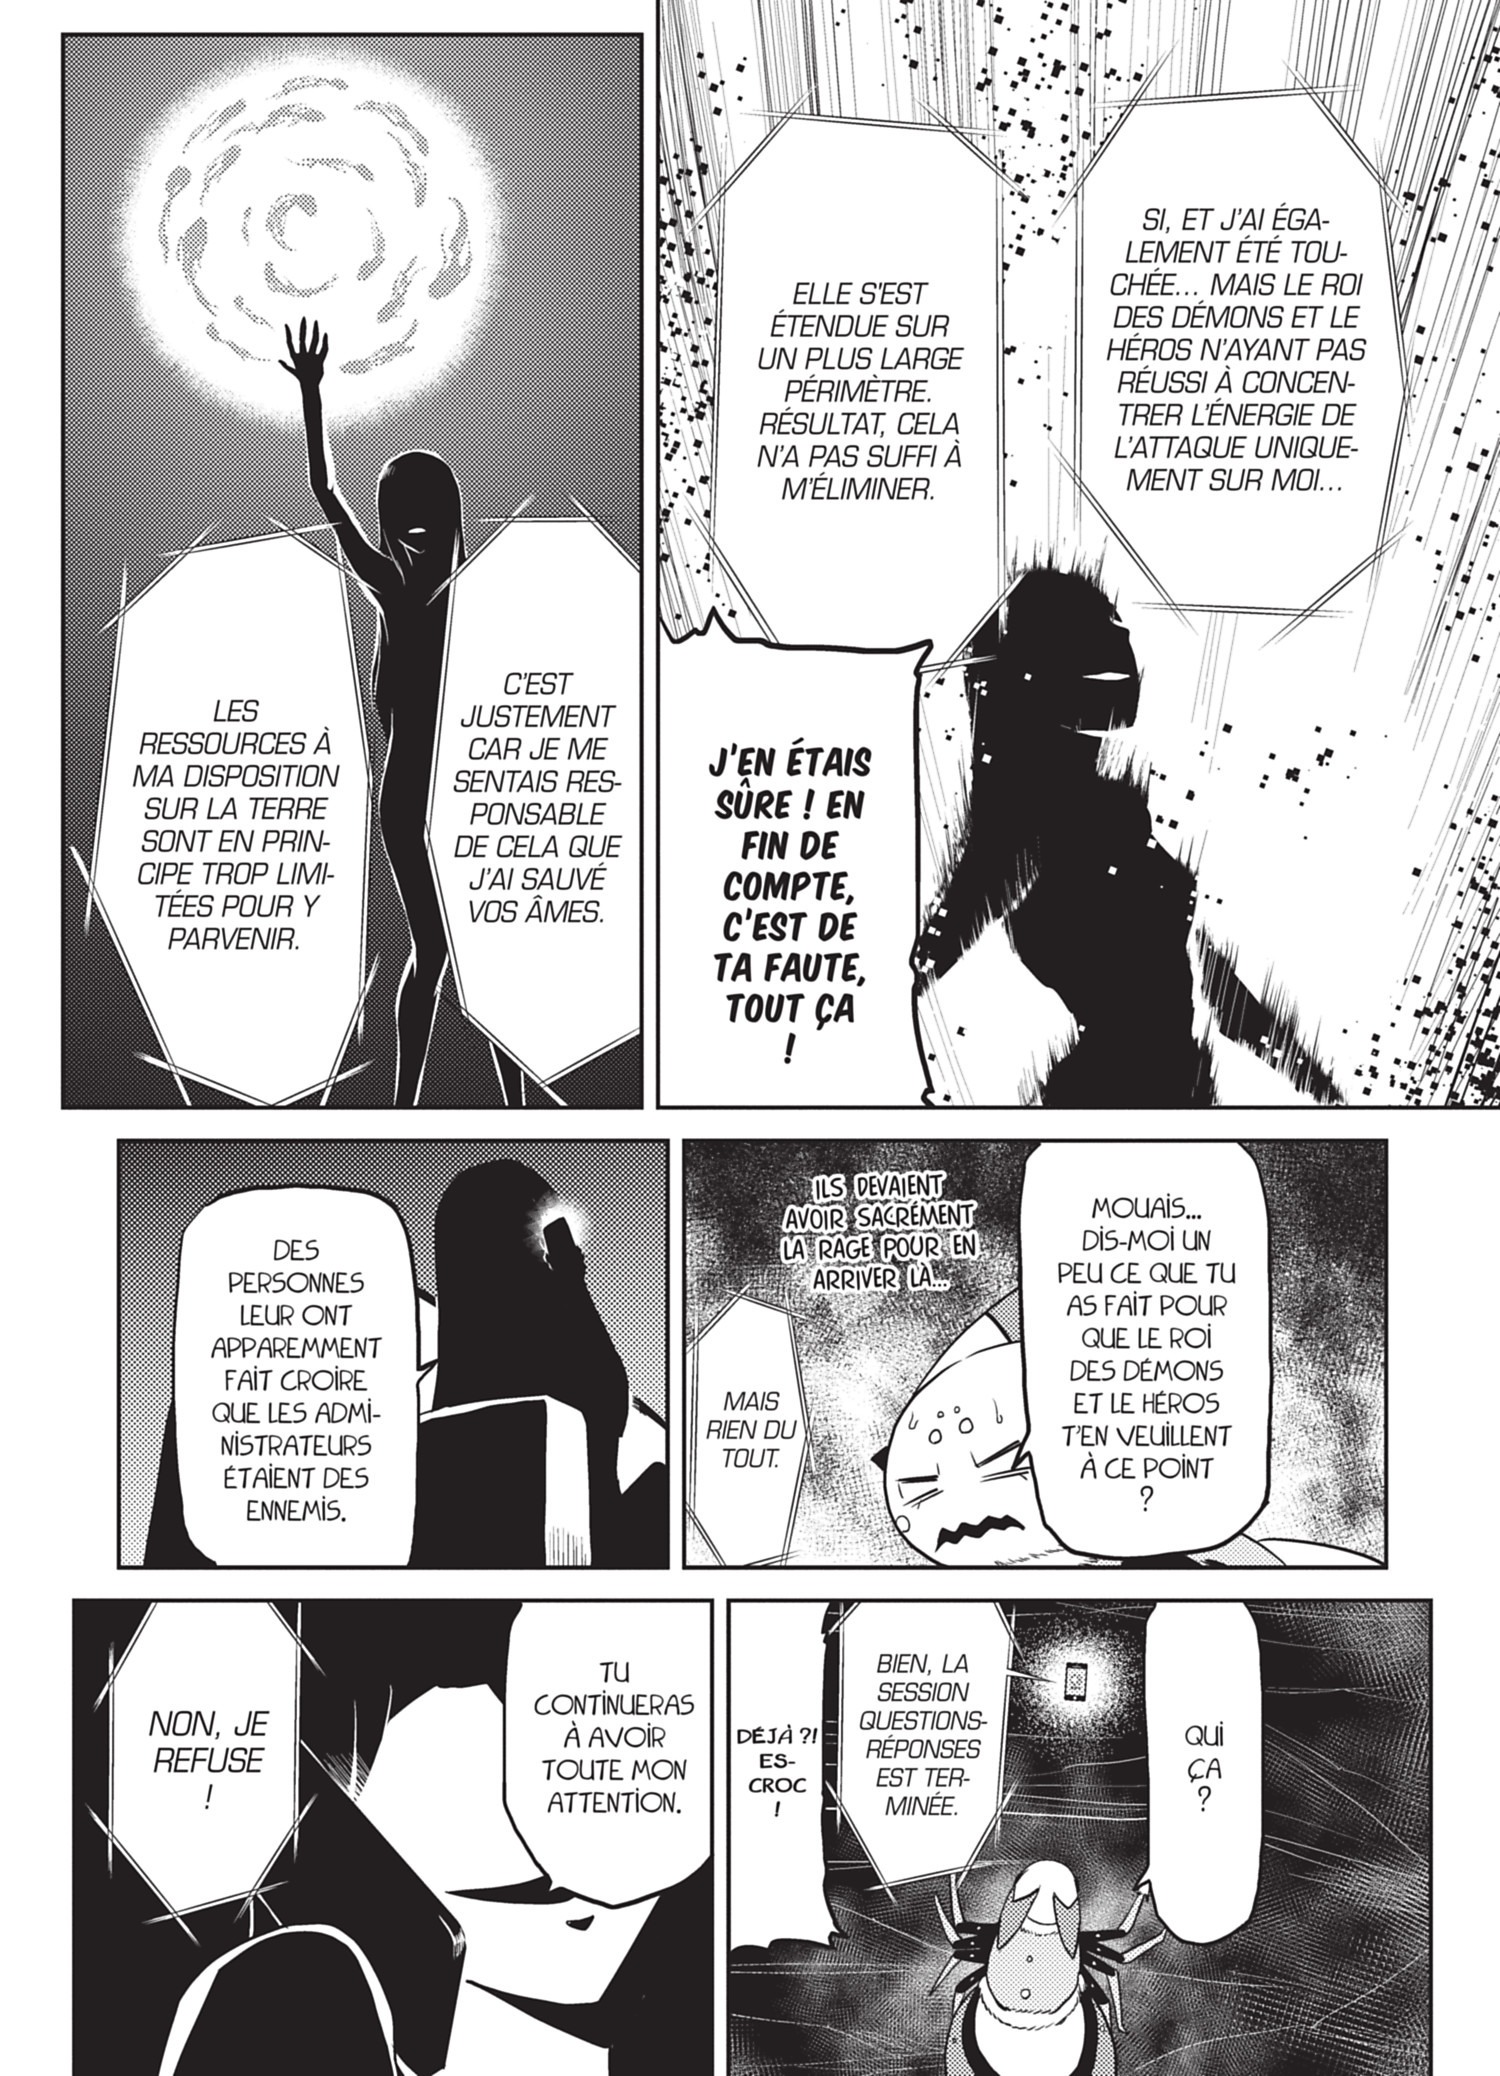 SI, ET J'AI ÉGA-
LEMENT ÉTÉ TOU-
CHÉE... MAIS LE ROI
DES DÉMONS ET LE
HÉROS N'AYANT PAS
RÉUSSI À CONCEN-
TRER L'ÉNERGIE DE
L'ATTAQUE UNIQUE-
MENT SUR MOI...
ELLE S'EST
ÉTENDUE SUR
UN PLUS LARGE
PÉRIMÈTRE.
RÉSULTAT, CELA
N'A PAS SUFFI À
M'ÉLIMINER.
J'EN ÉTAIS
SÛRE ! EN
FIN DE
COMPTE,
C'EST DE
TA FAUTE,
TOUT ÇA
!
C'EST
JUSTEMENT
CAR JE ME
SENTAIS RES-
PONSABLE
DE CELA QUE
J'AI SAUVÉ
VOS ÂMES.
LES
RESSOURCES À
MA DISPOSITION
SUR LA TERRE
SONT EN PRIN-
CIPE TROP LIMI-
TÉES POUR Y
PARVENIR.
MOUAIS...
DIS-MOI UN
PEU CE QUE TU
AS FAIT POUR
QUE LE ROI
DES DÉMONS
ET LE HÉROS
T'EN VEUILLENT
À CE POINT
?
ILS DEVAIENT
AVOIR SACRÉMENT
LA RAGE POUR EN
ARRIVER LÀ...
MAIS
RIEN DU
TOUT.
DES
PERSONNES
LEUR ONT
APPAREMMENT
FAIT CROIRE
QUE LES ADMI-
NISTRATEURS
ÉTAIENT DES
ENNEMIS.
QUI
ÇA
?
BIEN, LA
SESSION
QUESTIONS-
RÉPONSES
EST TER-
MINÉE.
DÉJÀ ?!
ES-
CROC
!
TU
CONTINUERAS
À AVOIR
TOUTE MON
ATTENTION.
NON, JE
REFUSE
!